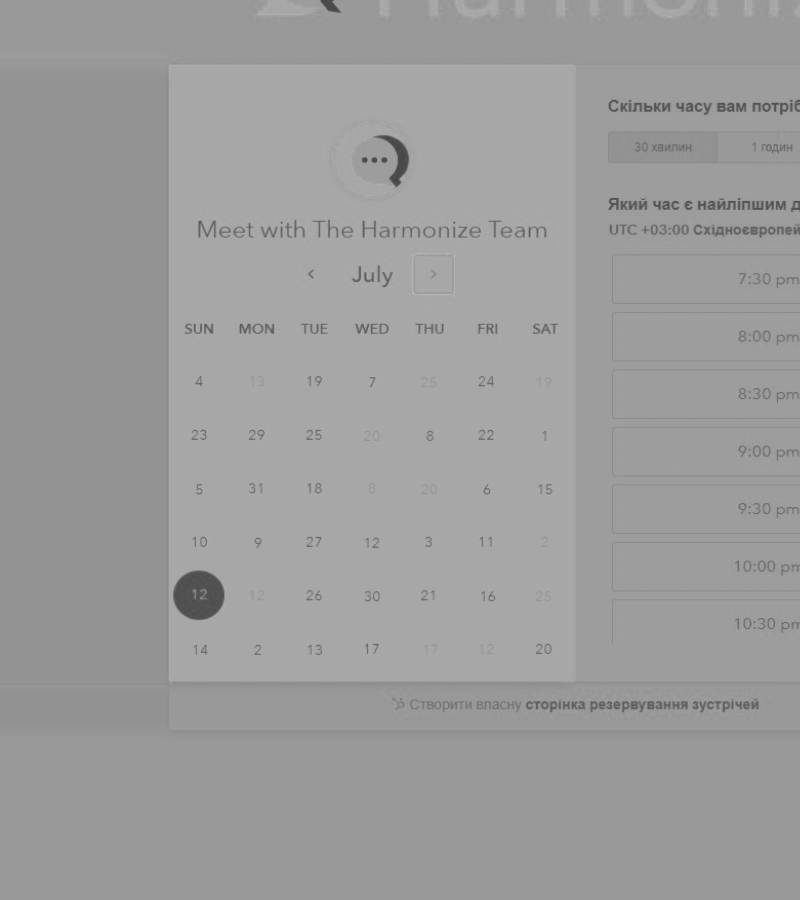 Harmoniz
Meet with The Harmonize Team
July
SUN MON TUE WED THU FRI SAT
4 13 19 7 25 24 19
23 29 25 20 8 22 1
5 31 18 8 20 6 15
10 9 27 12 3 11 2
12 12 26 30 21 16 25
14 2 13 17 17 12 20
Скільки часу вам потріб
30 хвилин 1 годин
Який час є найліпшим д
UTC +03:00 Східноєвропей
7:30 pm
8:00 pm
8:30 pm
9:00 pm
9:30 pm
10:00 pm
10:30 pm
Створити власну сторінка резервування зустрічей